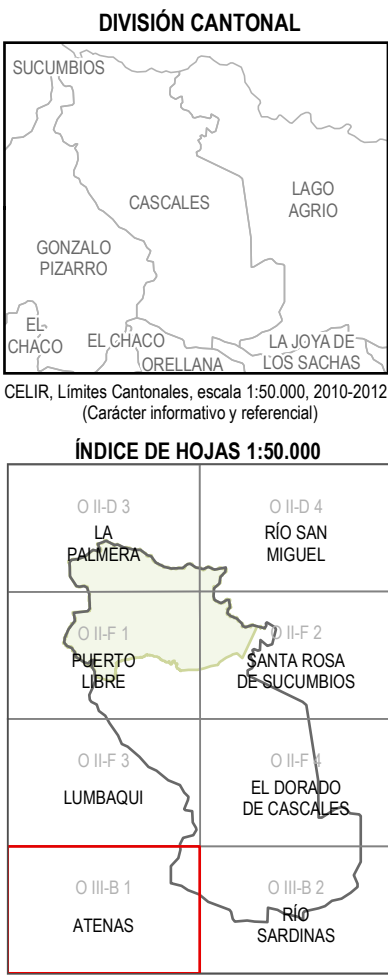 DIVISIÓN CANTONAL
SUCUMBIOS
CASCALES
LAGO
AGRIO
GONZALO
PIZARRO
EL
CHACO
EL CHACO
ORELLANA
LA JOYA DE
LOS SACHAS
CELIR, Límites Cantonales, escala 1:50.000, 2010-2012
(Carácter informativo y referencial)
ÍNDICE DE HOJAS 1:50.000
O II-D 3
LA
PALMERA
O II-D 4
RÍO SAN
MIGUEL
O II-F 1
PUERTO
LIBRE
O II-F 2
SANTA ROSA
DE SUCUMBIOS
O II-F 3
LUMBAQUI
O II-F 4
EL DORADO
DE CASCALES
O III-B 1
ATENAS
O III-B 2
RÍO
SARDINAS